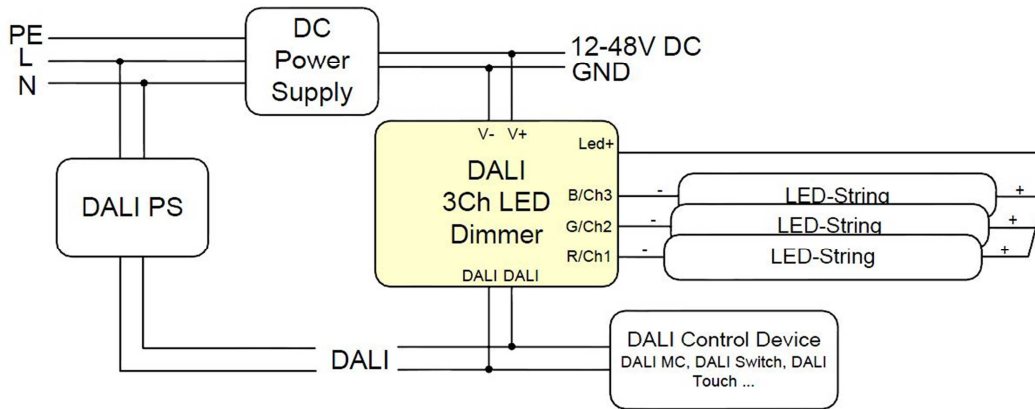 PE
L
N
DC
Power
Supply
12-48V DC
GND
V- V+
Led+
DALI
3Ch LED
Dimmer
B/Ch3
G/Ch2
R/Ch1
DALI DALI
- LED-String +
- LED-String +
- LED-String +
DALI PS
DALI
DALI Control Device
DALI MC, DALI Switch, DALI
Touch ...